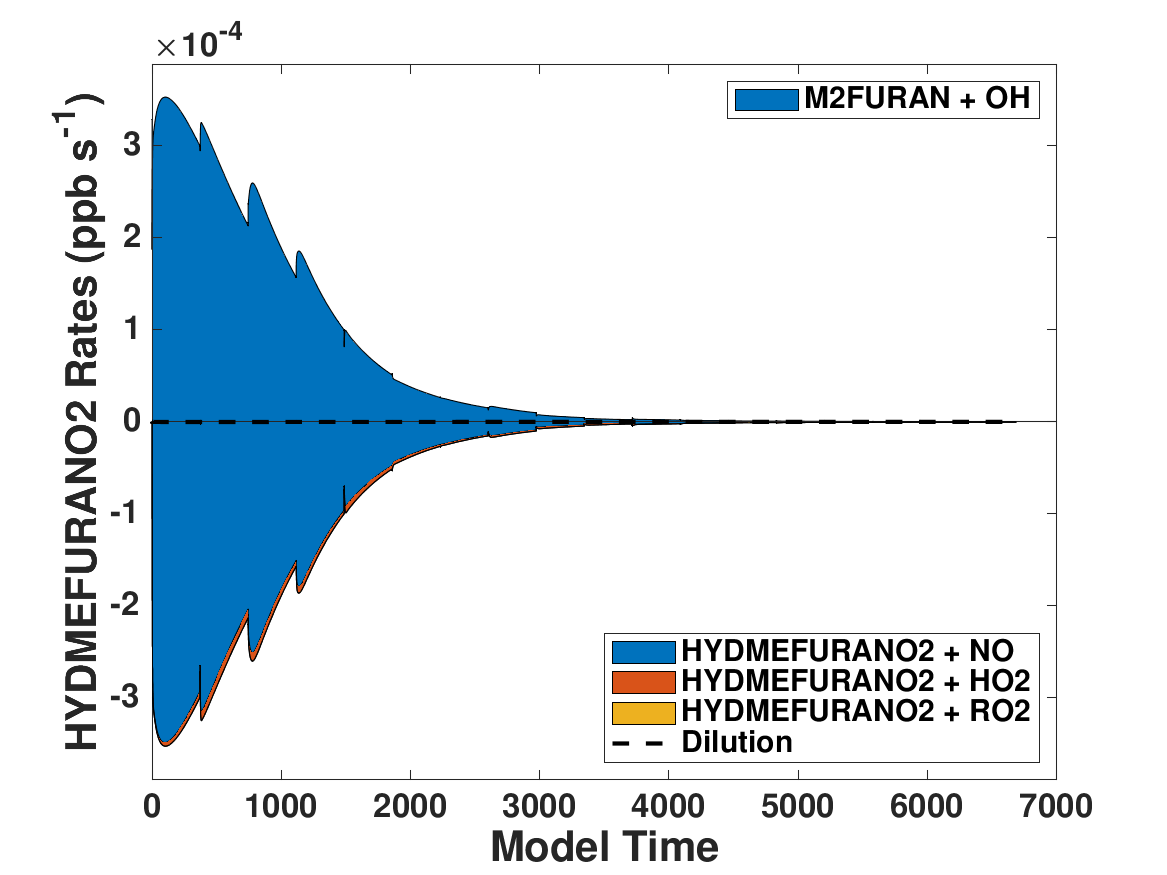 ×10-4
M2FURAN + OH
HYDMEFURANO2 Rates (ppb s-1)
3
2
1
0
-1
-2
-3
HYDMEFURANO2 + NO
HYDMEFURANO2 + HO2
HYDMEFURANO2 + RO2
Dilution
0 1000 2000 3000 4000 5000 6000 7000
Model Time